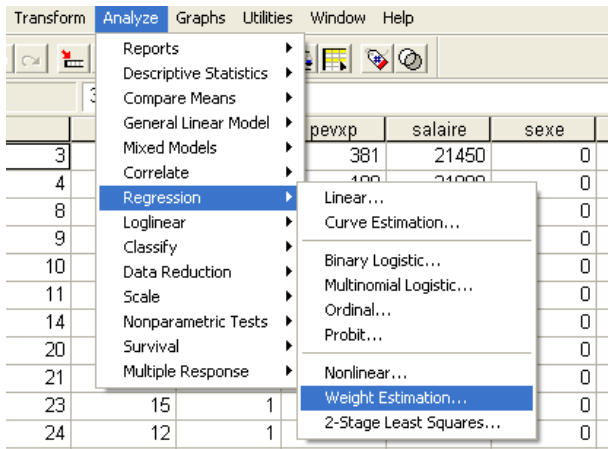 Transform Analyze Graphs Utilities Window Help
Reports
Descriptive Statistics
Compare Means
General Linear Model
Mixed Models
Correlate
Regression
Loglinear
Classify
Data Reduction
Scale
Nonparametric Tests
Survival
Multiple Response
Linear...
Curve Estimation...
Binary Logistic...
Multinomial Logistic...
Ordinal...
Probit...
Nonlinear...
Weight Estimation...
2-Stage Least Squares...
pevxp salaire sexe
3 381 21450 0
4 0
8 0
9 0
10 0
11 0
14 0
20 0
21 0
23 15 1 0
24 12 1 0